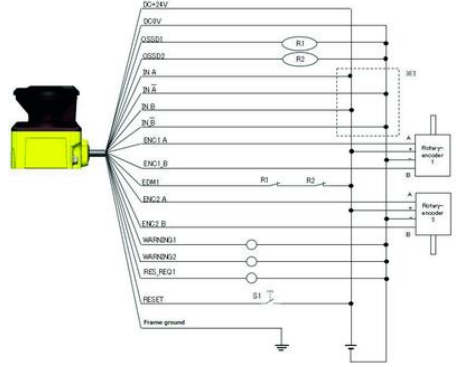 DC+24V
DC0V
OSSD1
R1
OSSD2
R2
IN A
※1
IN A̅
IN B
IN B̅
ENC1 A
A
+
-
B
Rotary-
encoder
1
ENC1_B
EDM1
R1
R2
ENC2 A
A
+
-
B
Rotary-
encoder
2
ENC2 B
WARNING1
WARNING2
RES_REQ1
RESET
S1
Frame ground